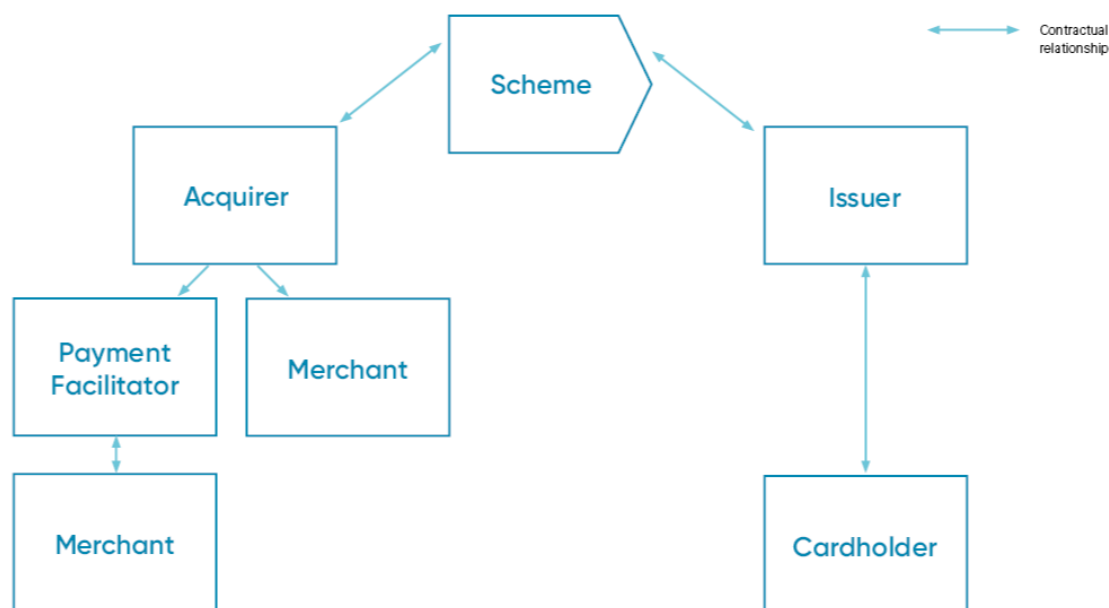 Contractual
relationship
Scheme
Acquirer
Issuer
Payment
Facilitator
Merchant
Merchant
Cardholder